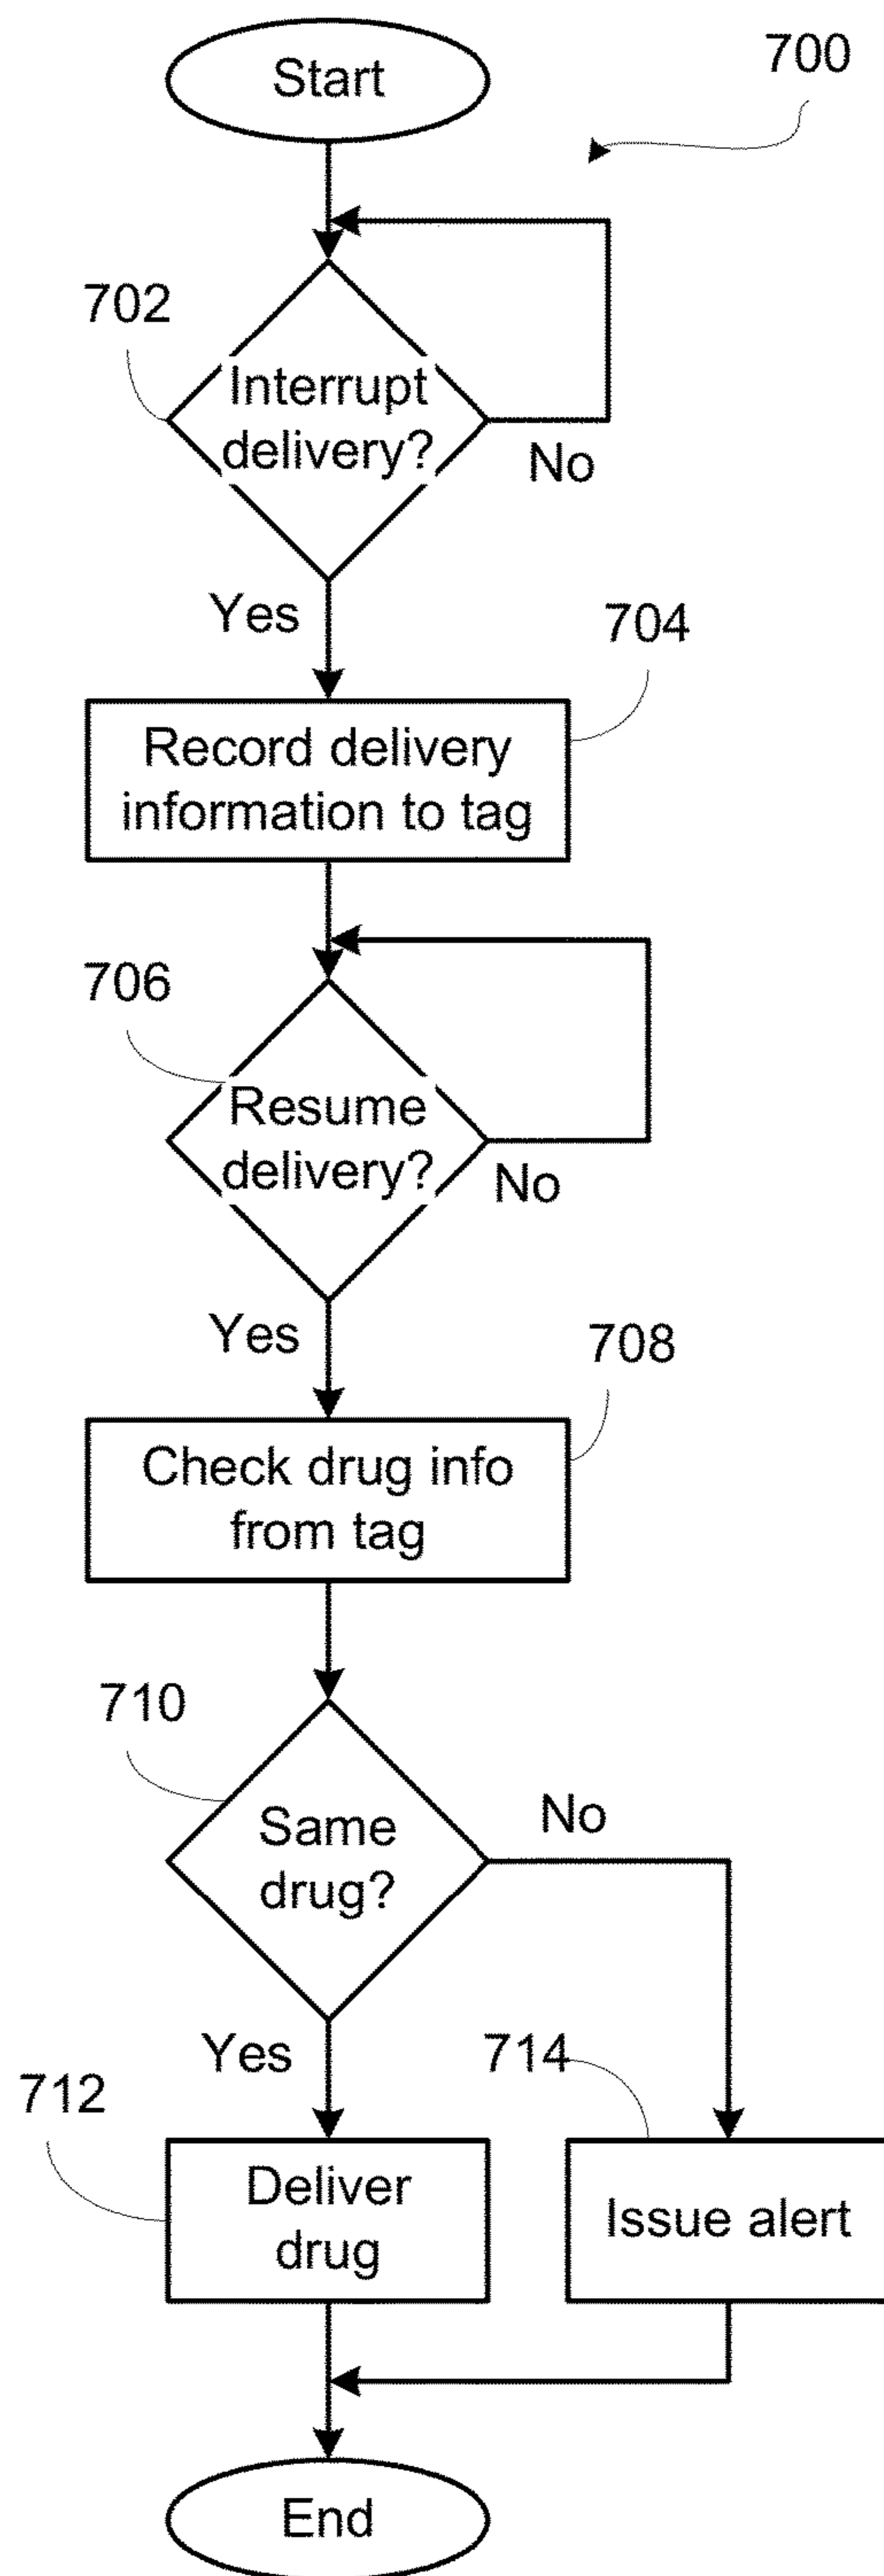 Start
700
702
Interrupt
delivery?
No
Yes
704
Record delivery
information to tag
706
Resume
delivery?
No
Yes
708
Check drug info
from tag
710
Same
drug?
No
Yes
714
712
Deliver
drug
Issue alert
End